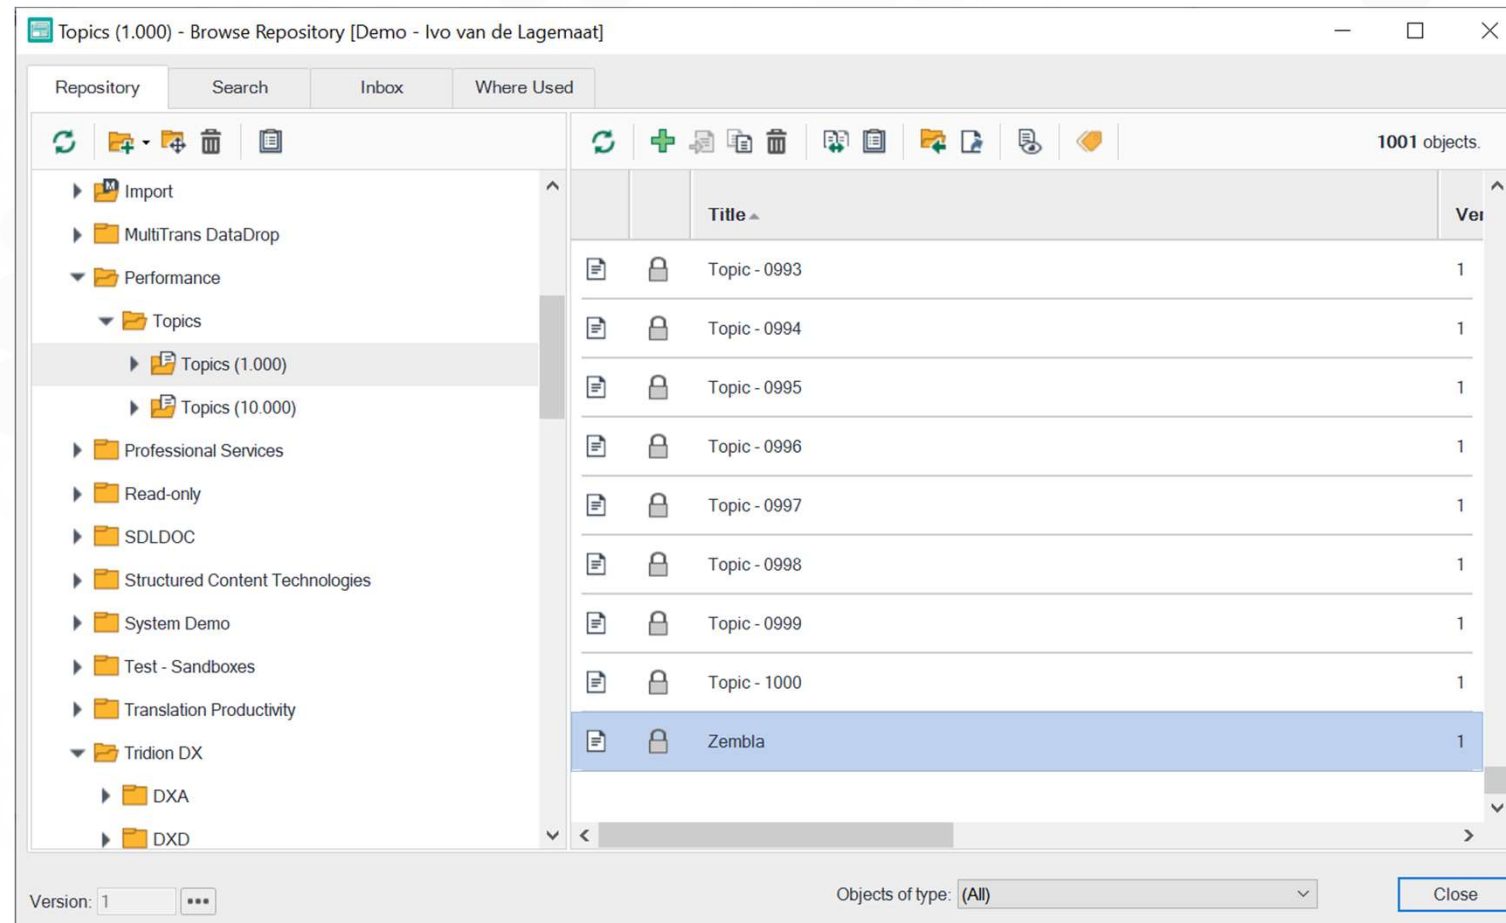 Topics (1.000) - Browse Repository [Demo - Ivo van de Lagemaat]
Repository Search Inbox Where Used
1001 objects.
Import
MultiTrans DataDrop
Performance
Topics
Topics (1.000)
Topics (10.000)
Professional Services
Read-only
SDLDOC
Structured Content Technologies
System Demo
Test - Sandboxes
Translation Productivity
Tridion DX
DXA
DXD
Title Ver
Topic - 0993 1
Topic - 0994 1
Topic - 0995 1
Topic - 0996 1
Topic - 0997 1
Topic - 0998 1
Topic - 0999 1
Topic - 1000 1
Zembla 1
Version: 1
Objects of type: (All)
Close